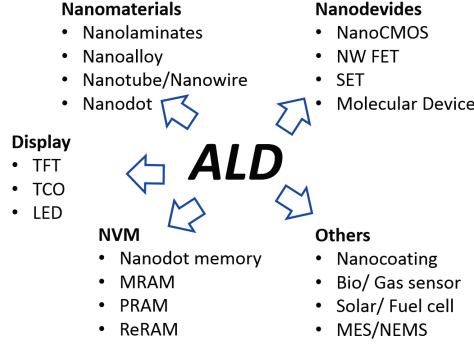 Nanomaterials
• Nanolaminates
• Nanoalloy
• Nanotube/Nanowire
• Nanodot
Nanodevides
• NanoCMOS
• NW FET
• SET
• Molecular Device
Display
• TFT
• TCO
• LED
ALD
NVM
• Nanodot memory
• MRAM
• PRAM
• ReRAM
Others
• Nanocoating
• Bio/ Gas sensor
• Solar/ Fuel cell
• MES/NEMS